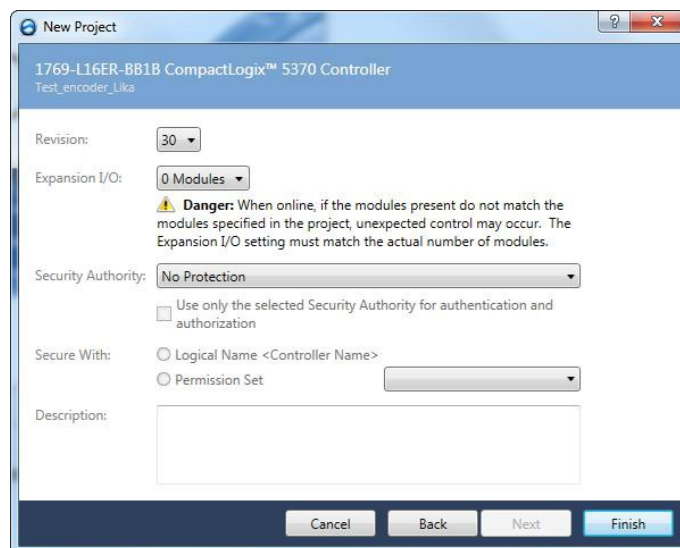 New Project
?
1769-L16ER-BB1B CompactLogix™ 5370 Controller
Test_encoder_Lika
Revision: 30
Expansion I/O: 0 Modules
Danger: When online, if the modules present do not match the
modules specified in the project, unexpected control may occur. The
Expansion I/O setting must match the actual number of modules.
Security Authority: No Protection
Use only the selected Security Authority for authentication and
authorization
Secure With: Logical Name <Controller Name>
Permission Set
Description:
Cancel Back Next Finish